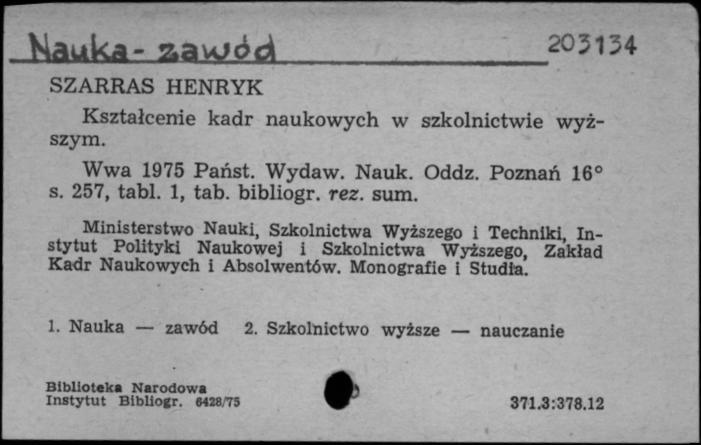 Nauka - zawód 203134
SZARRAS HENRYK
Kształcenie kadr naukowych w szkolnictwie wyż-
szym.
Wwa 1975 Państ. Wydaw. Nauk. Oddz. Poznań 16°
s. 257, tabl. 1, tab. bibliogr. rez. sum.
Ministerstwo Nauki, Szkolnictwa Wyższego i Techniki, In-
stytut Polityki Naukowej i Szkolnictwa Wyższego, Zakład
Kadr Naukowych i Absolwentów. Monografie i Studia.
1. Nauka — zawód 2. Szkolnictwo wyższe — nauczanie
Biblioteka Narodowa
Instytut Bibliogr. 6428/75 371.3:378.12